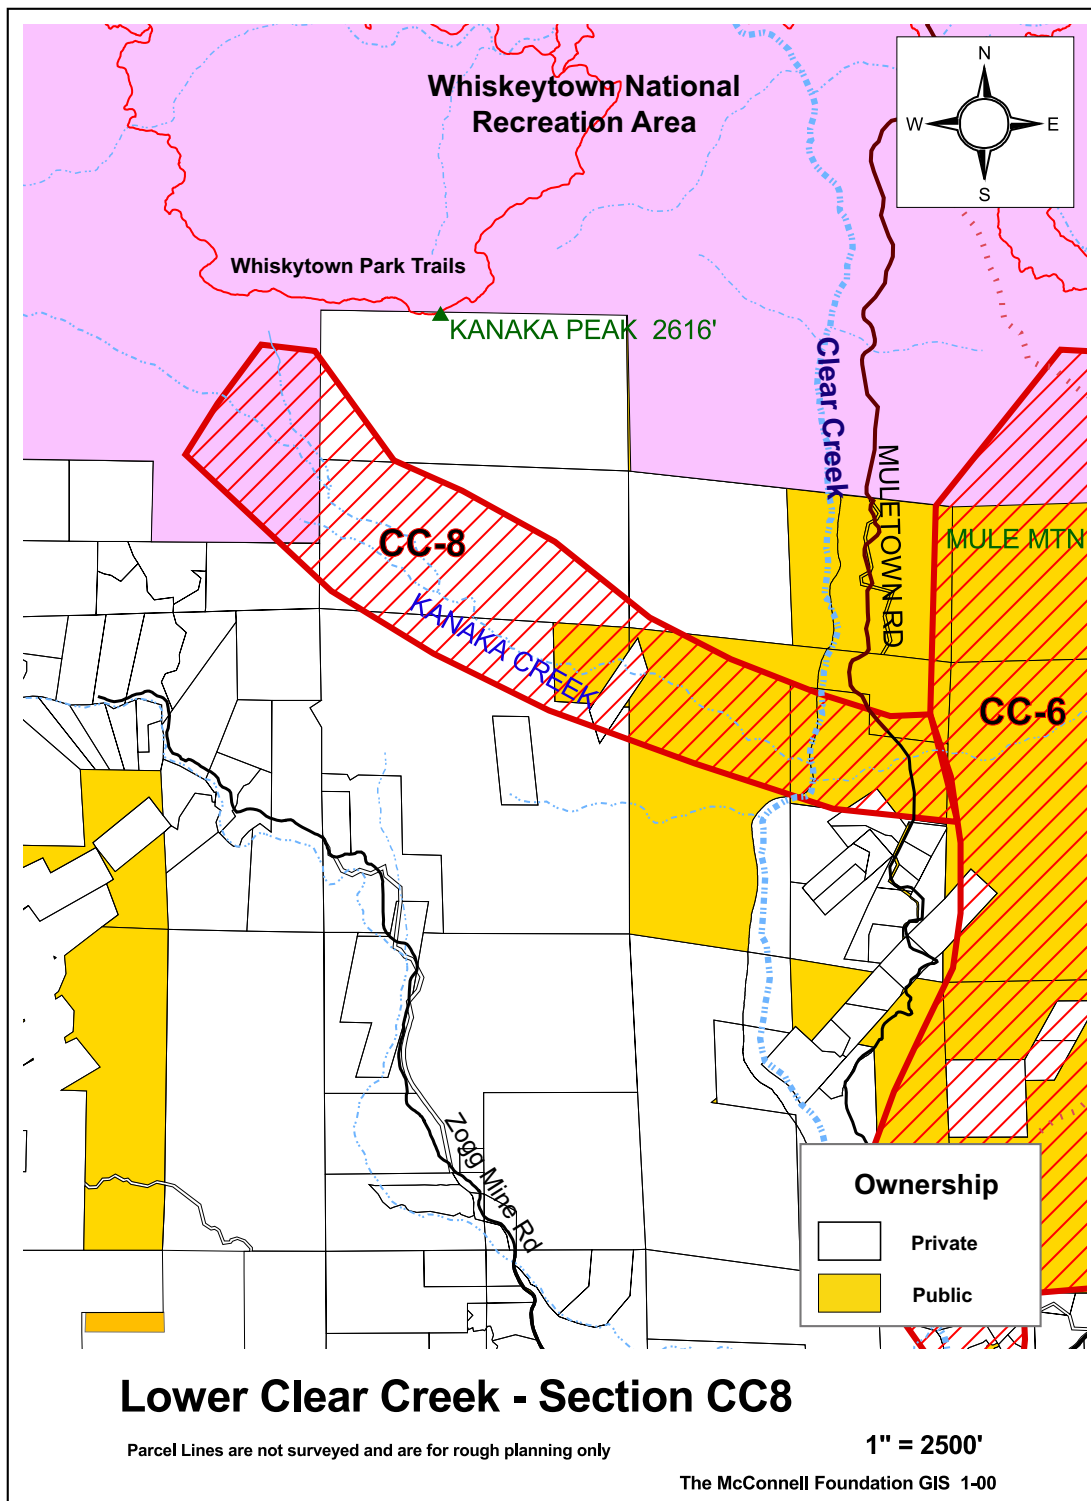 Whiskeytown National
Recreation Area
N
W
E
S
Whiskytown Park Trails
KANAKA PEAK 2616'
Clear Creek
MULETOWN RD
MULE MTN
CC-8
KANAKA CREEK
CC-6
Zogg Mine Rd
Ownership
Private
Public
Lower Clear Creek - Section CC8
Parcel Lines are not surveyed and are for rough planning only
1" = 2500'
The McConnell Foundation GIS 1-00